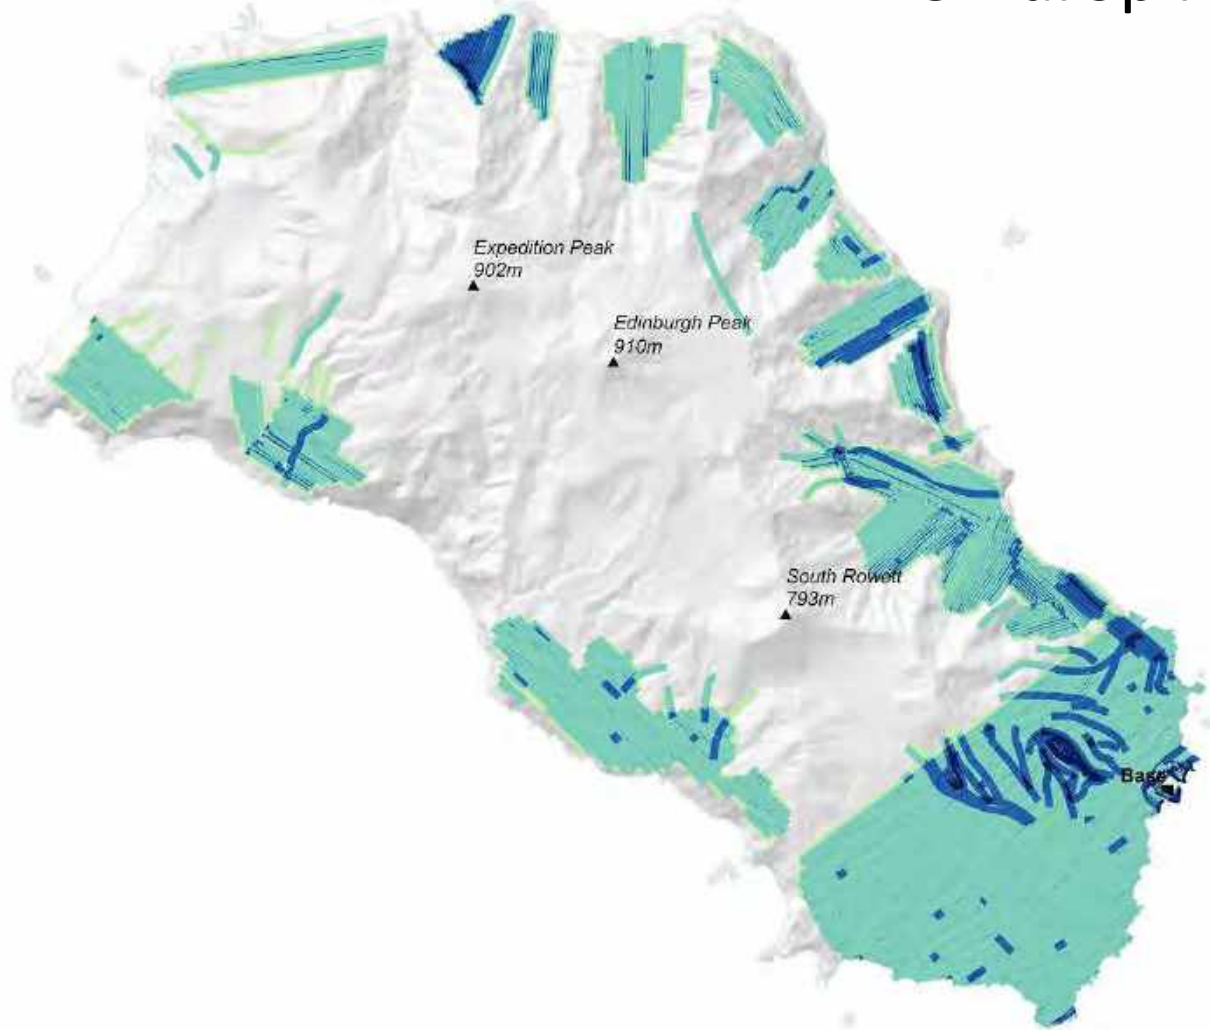 Expedition Peak
902m
Edinburgh Peak
910m
South Rowett
793m
Base